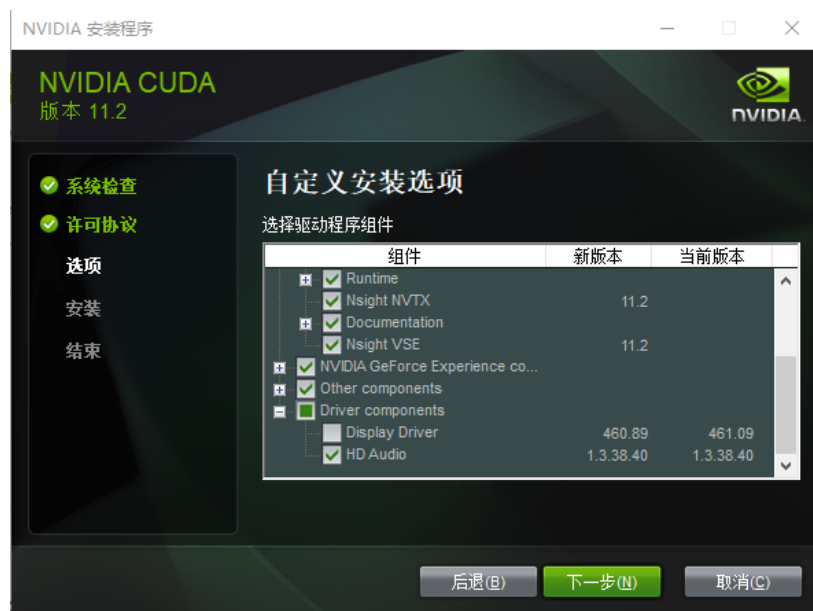 NVIDIA 安装程序
NVIDIA CUDA
版本 11.2
NVIDIA.
系统检查
许可协议
选项
安装
结束
自定义安装选项
选择驱动程序组件
组件 新版本 当前版本
Runtime
Nsight NVTX 11.2
Documentation
Nsight VSE 11.2
NVIDIA GeForce Experience co...
Other components
Driver components
Display Driver 460.89 461.09
HD Audio 1.3.38.40 1.3.38.40
后退(B) 下一步(N) 取消(C)